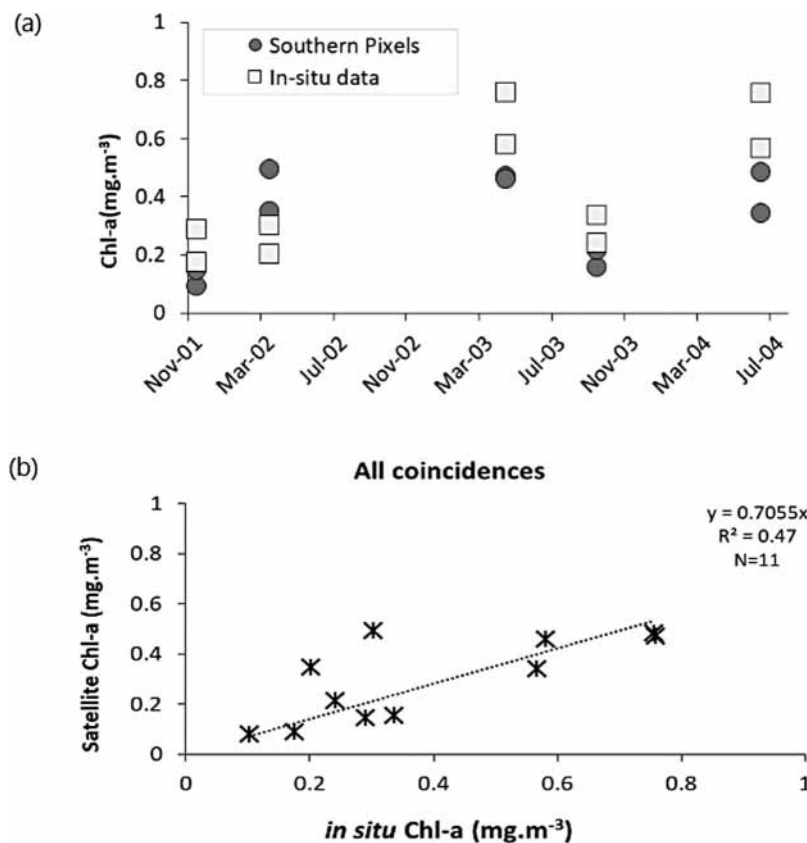 (a)
1
0.8
0.6
0.4
0.2
0
Chl-a(mg.m⁻³)
Southern Pixels
In-situ data
Nov-01
Mar-02
Jul-02
Nov-02
Mar-03
Jul-03
Nov-03
Mar-04
Jul-04
(b)
All coincidences
y = 0.7055x
R² = 0.47
N=11
Satellite Chl-a (mg.m⁻³)
1
0.8
0.6
0.4
0.2
0
0
0.2
0.4
0.6
0.8
1
in situ Chl-a (mg.m⁻³)